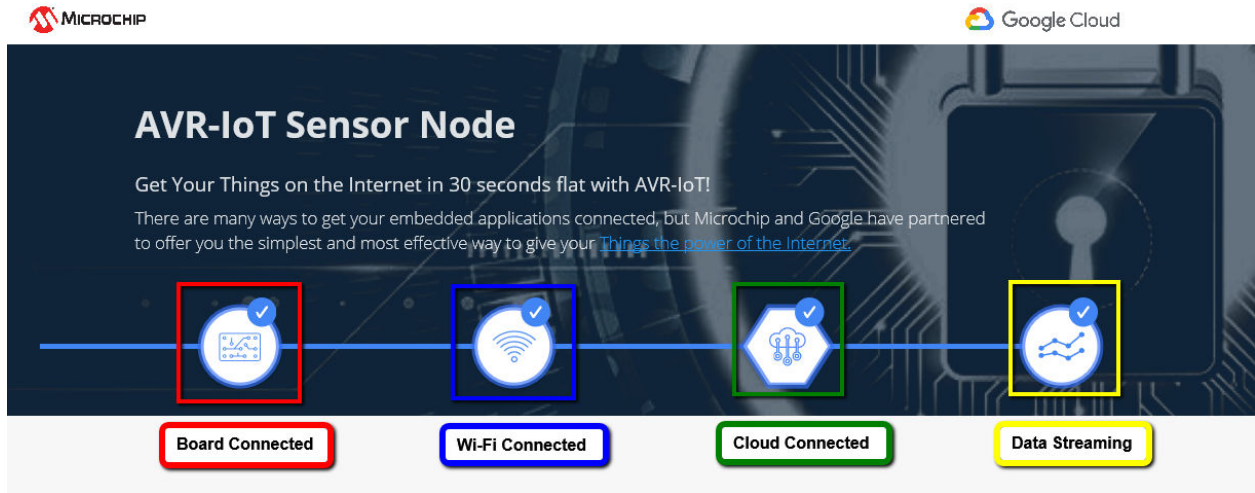 MICROCHIP
Google Cloud
AVR-IoT Sensor Node
Get Your Things on the Internet in 30 seconds flat with AVR-IoT!
There are many ways to get your embedded applications connected, but Microchip and Google have partnered
to offer you the simplest and most effective way to give your Things the power of the Internet.
Board Connected
Wi-Fi Connected
Cloud Connected
Data Streaming